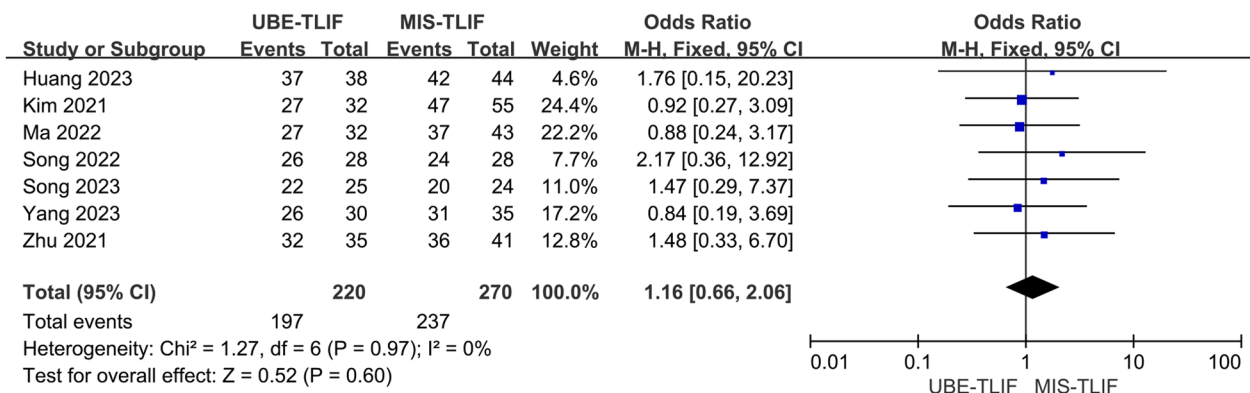 UBE-TLIF MIS-TLIF Odds Ratio Odds Ratio
Study or Subgroup Events Total Events Total Weight M-H, Fixed, 95% CI M-H, Fixed, 95% CI
Huang 2023 37 38 42 44 4.6% 1.76 [0.15, 20.23]
Kim 2021 27 32 47 55 24.4% 0.92 [0.27, 3.09]
Ma 2022 27 32 37 43 22.2% 0.88 [0.24, 3.17]
Song 2022 26 28 24 28 7.7% 2.17 [0.36, 12.92]
Song 2023 22 25 20 24 11.0% 1.47 [0.29, 7.37]
Yang 2023 26 30 31 35 17.2% 0.84 [0.19, 3.69]
Zhu 2021 32 35 36 41 12.8% 1.48 [0.33, 6.70]
Total (95% CI) 220 270 100.0% 1.16 [0.66, 2.06]
Total events 197 237
Heterogeneity: Chi² = 1.27, df = 6 (P = 0.97); I² = 0%
Test for overall effect: Z = 0.52 (P = 0.60)
0.01 0.1 1 10 100
UBE-TLIF MIS-TLIF